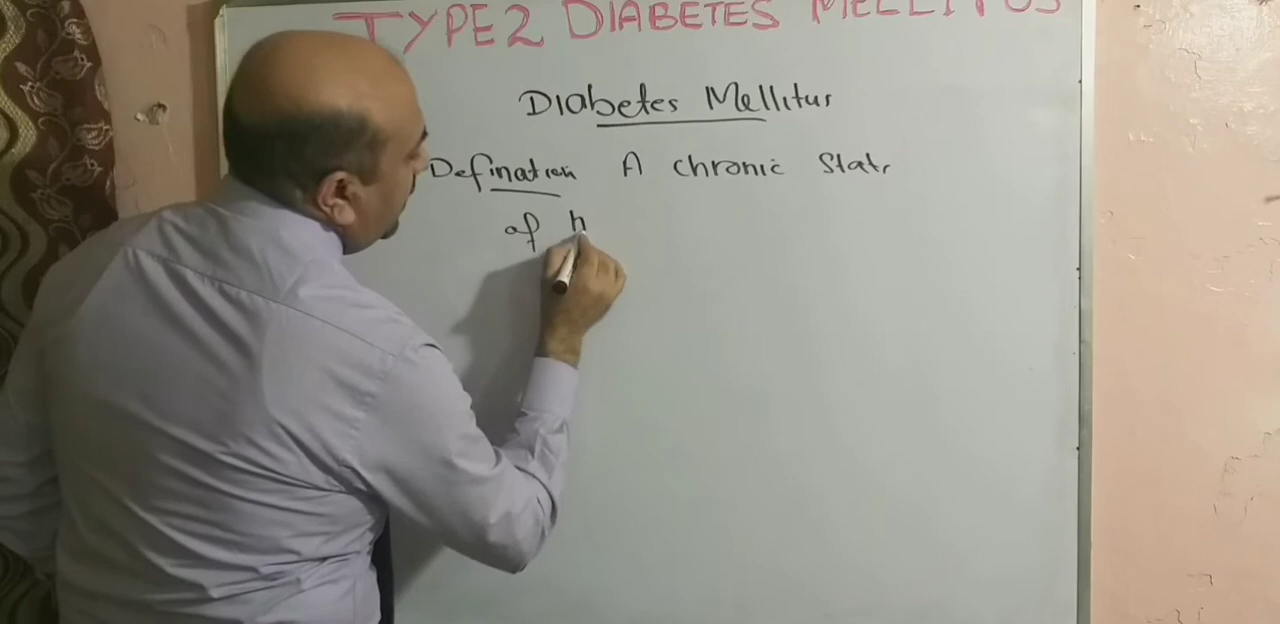 TYPE 2 DIABETES MELLITUS
Diabetes Mellitus
Defination A chronic State
of h